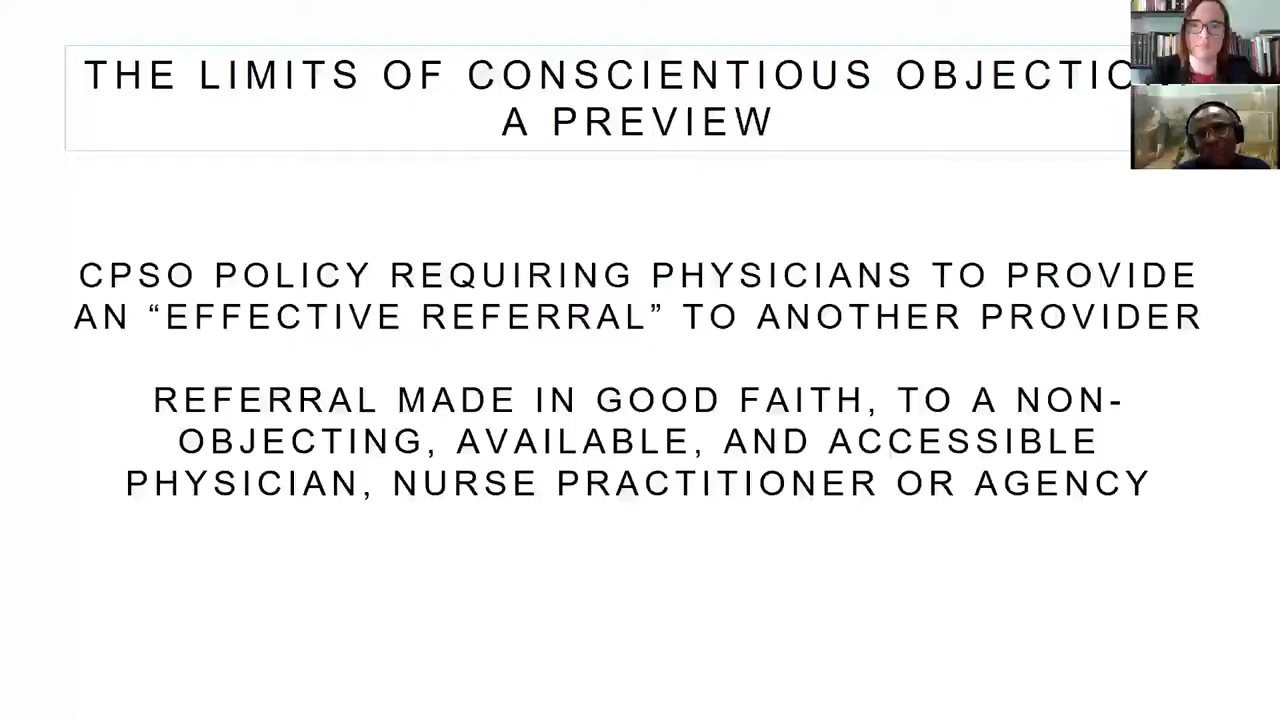 THE LIMITS OF CONSCIENTIOUS OBJECTIO
A PREVIEW
CPSO POLICY REQUIRING PHYSICIANS TO PROVIDE
AN “EFFECTIVE REFERRAL” TO ANOTHER PROVIDER
REFERRAL MADE IN GOOD FAITH, TO A NON-
OBJECTING, AVAILABLE, AND ACCESSIBLE
PHYSICIAN, NURSE PRACTITIONER OR AGENCY